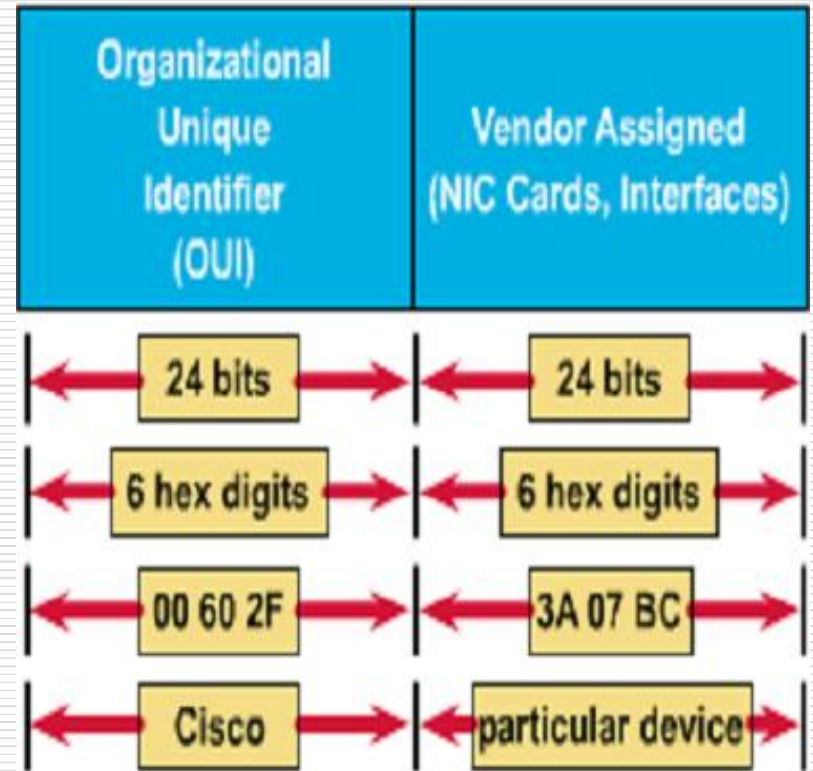 Organizational
Unique
Identifier
(OUI)
Vendor Assigned
(NIC Cards, Interfaces)
24 bits
24 bits
6 hex digits
6 hex digits
00 60 2F
3A 07 BC
Cisco
particular device